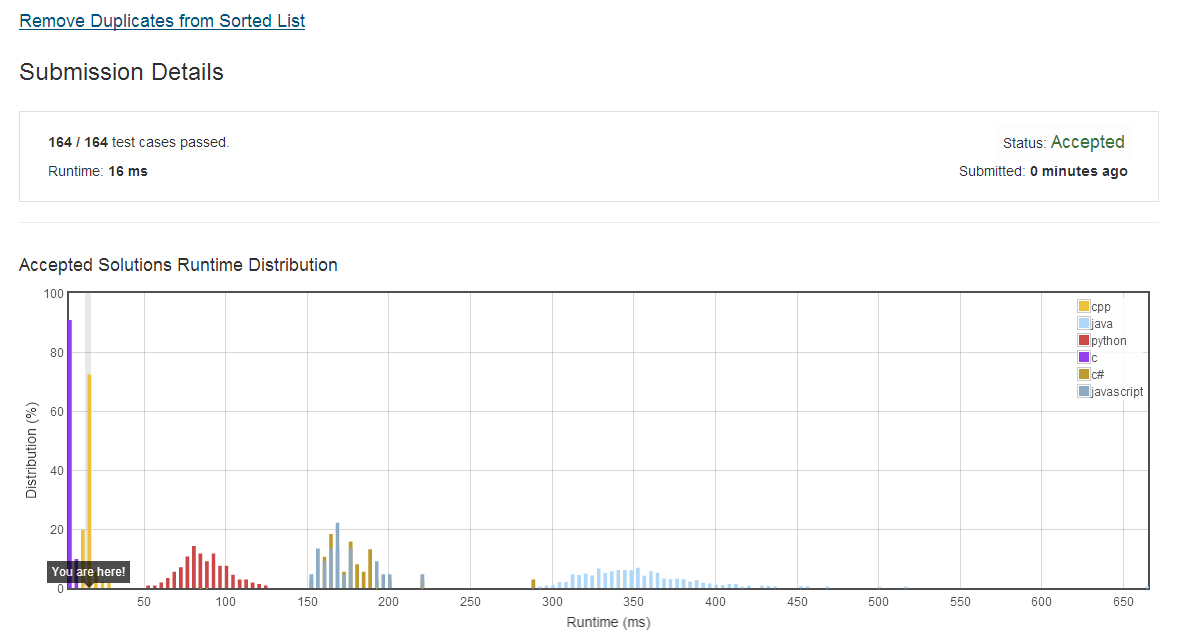 Remove Duplicates from Sorted List
Submission Details
164 / 164 test cases passed.
Status: Accepted
Runtime: 16 ms
Submitted: 0 minutes ago
Accepted Solutions Runtime Distribution
100
80
60
40
20
0
Distribution (%)
cpp
java
python
c
c#
javascript
You are here!
50 100 150 200 250 300 350 400 450 500 550 600 650
Runtime (ms)